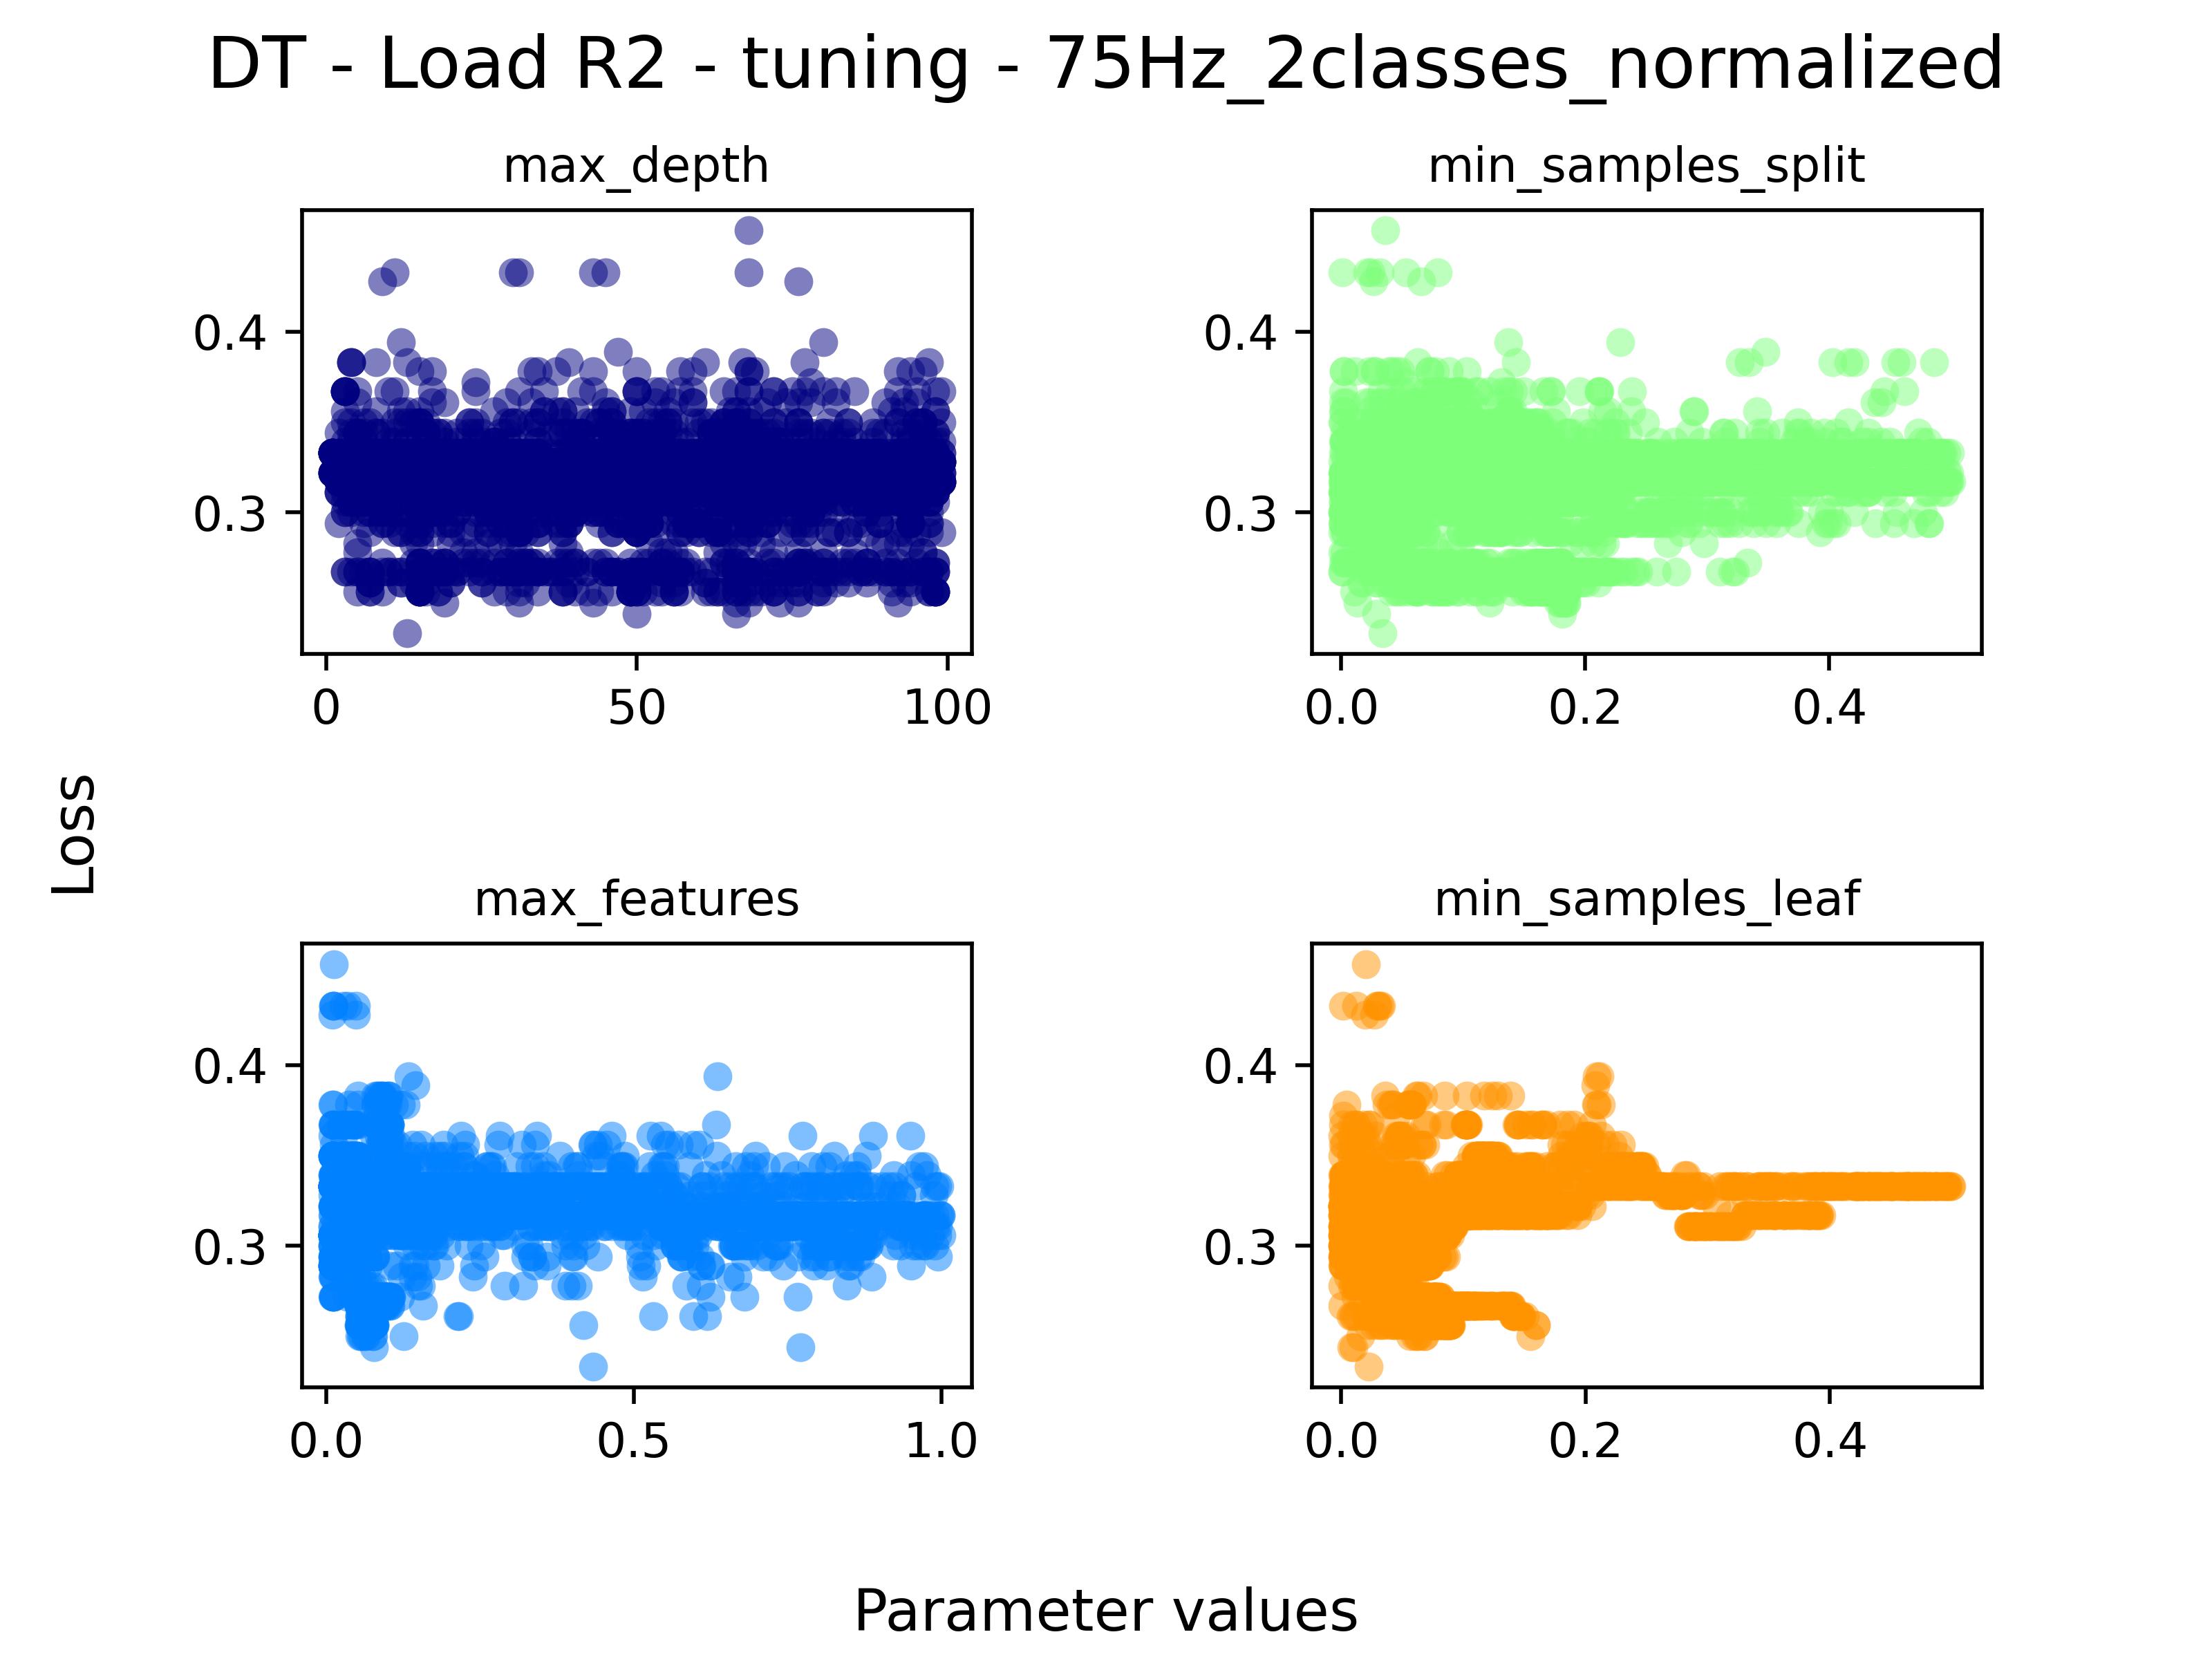 DT - Load R2 - tuning - 75Hz_2classes_normalized
max_depth
min_samples_split
0.4
0.3
0 50 100
0.4
0.3
0.0 0.2 0.4
Loss
max_features
min_samples_leaf
0.4
0.3
0.0 0.5 1.0
0.4
0.3
0.0 0.2 0.4
Parameter values